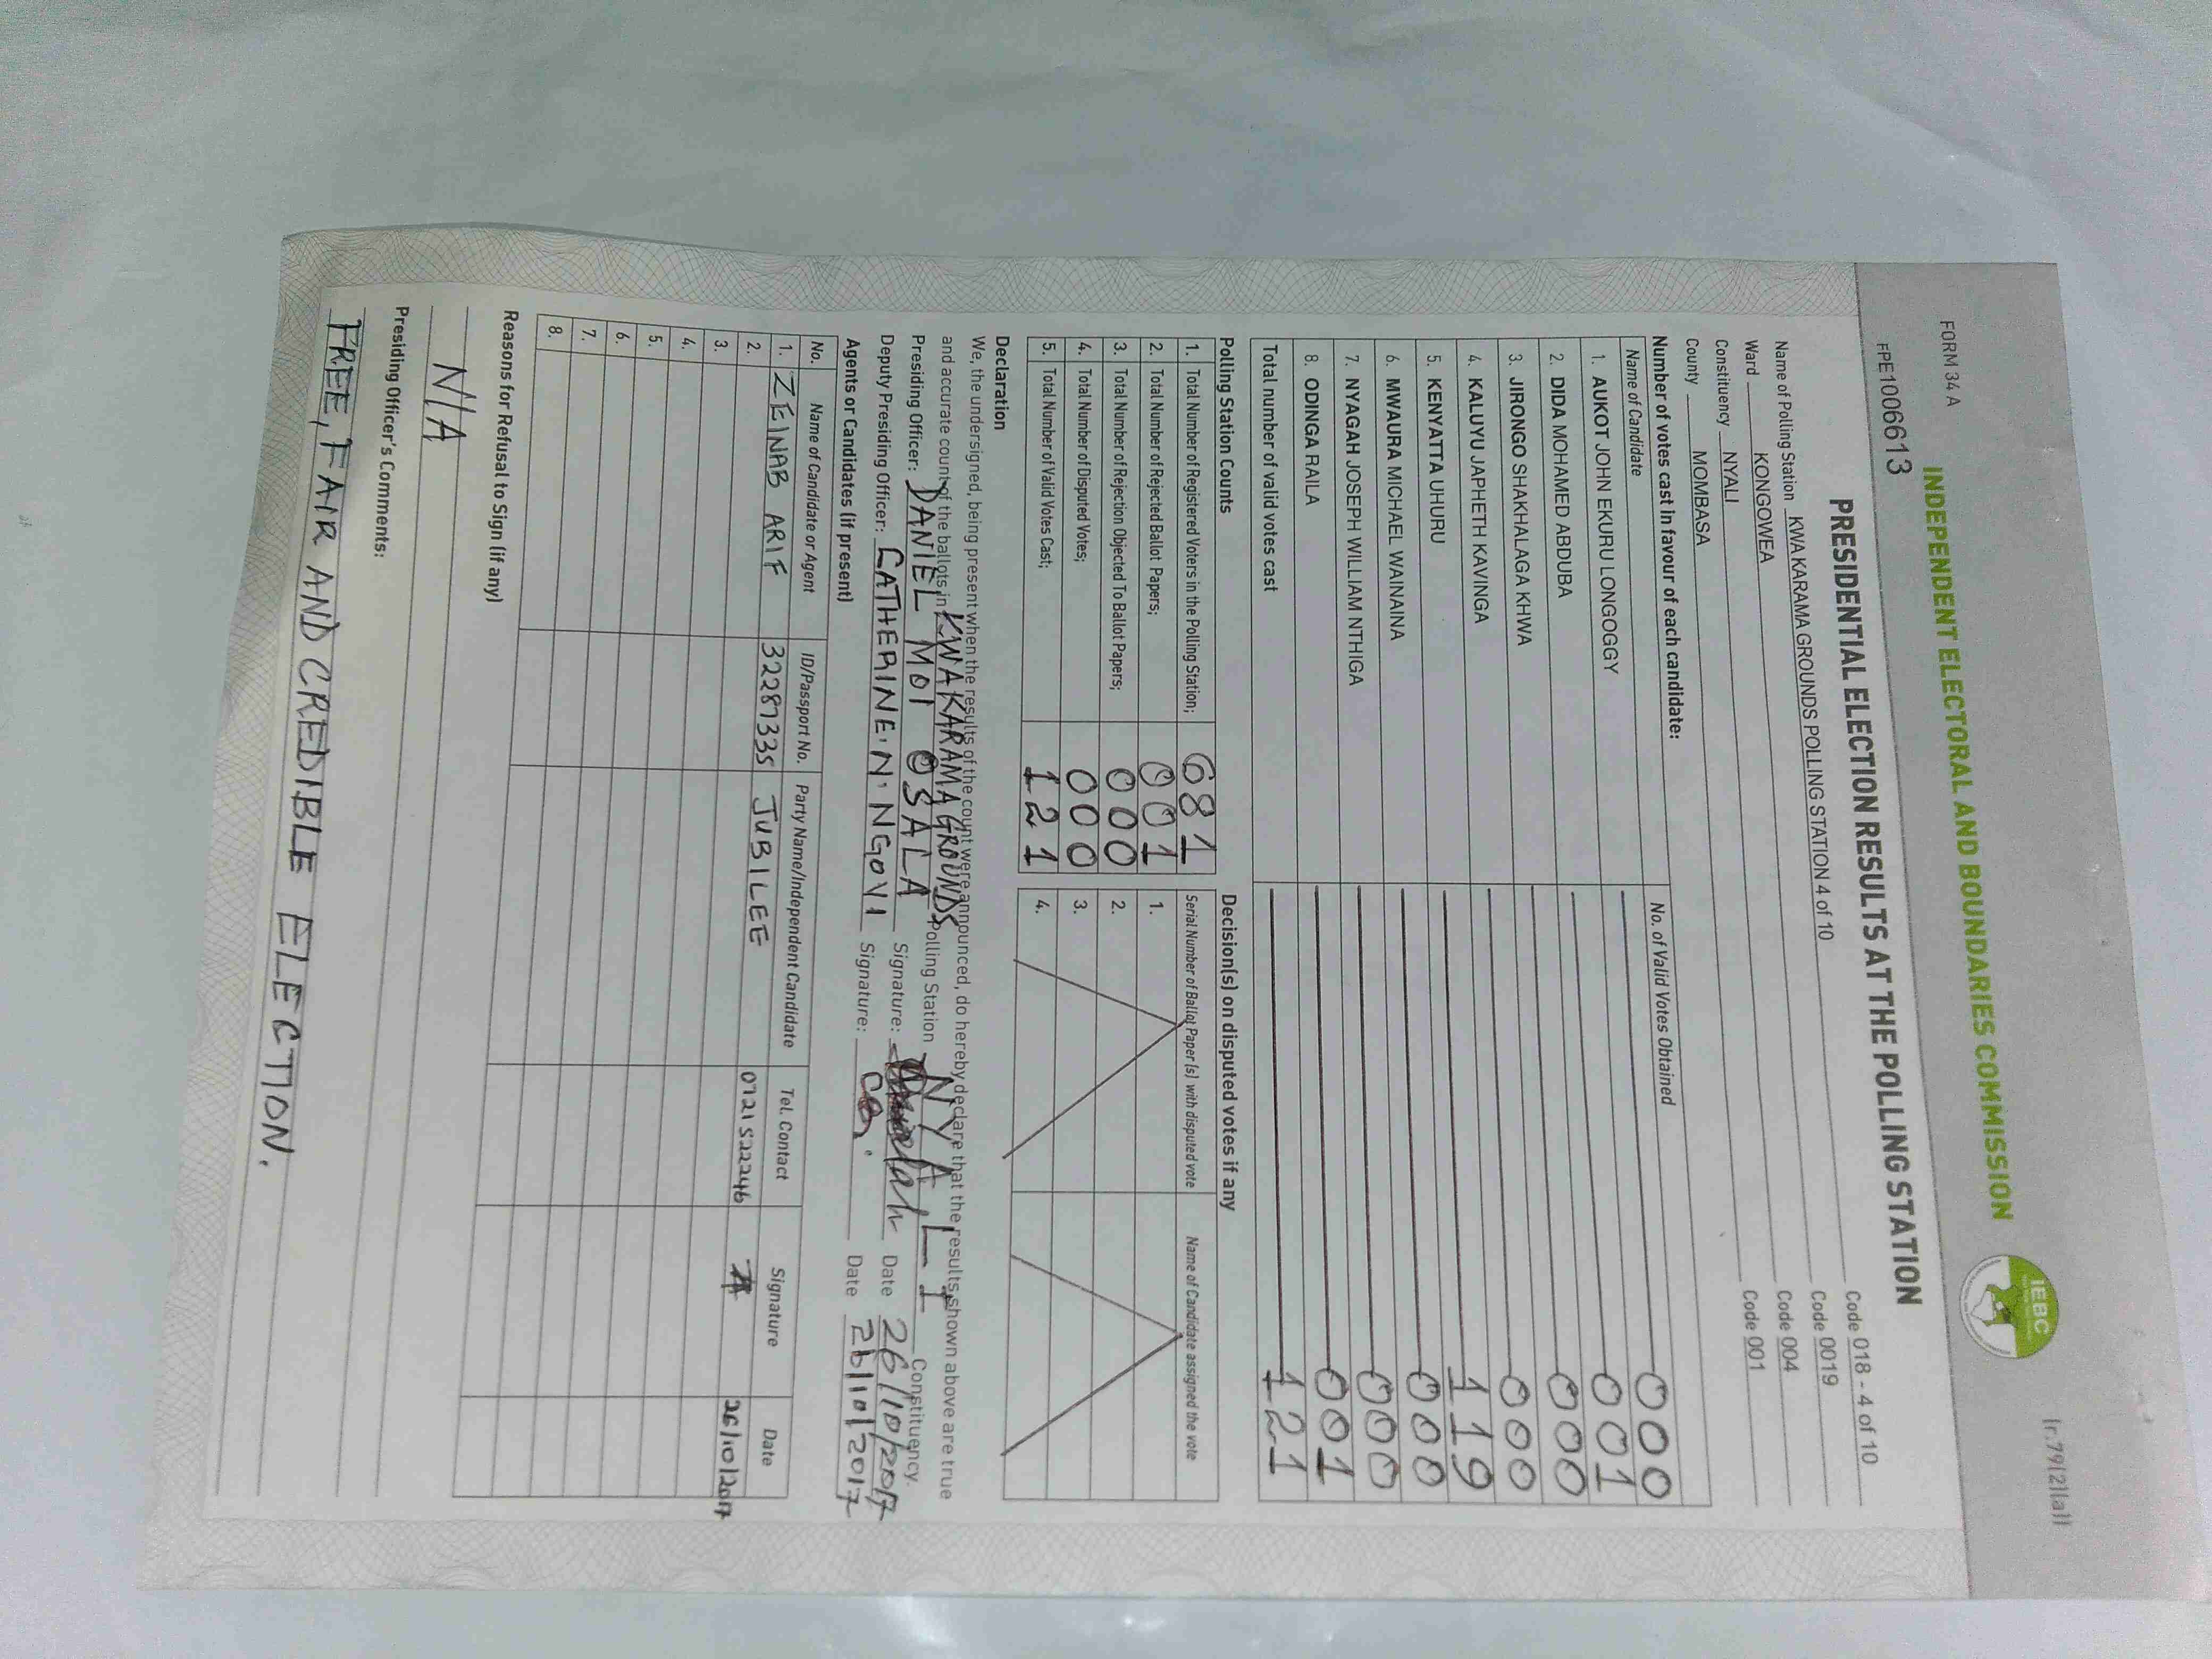 (r.79(2)(a))
FORM 34 A
INDEPENDENT ELECTORAL AND BOUNDARIES COMMISSION
IEBC
FPE1006613
PRESIDENTIAL ELECTION RESULTS AT THE POLLING STATION
Name of Polling Station KWA KARAMA GROUNDS POLLING STATION 4 of 10 Code 018 - 4 of 10
Ward KONGOWEA Code 0019
Constituency NYALI Code 004
County MOMBASA Code 001
Number of votes cast in favour of each candidate:
Name of Candidate No. of Valid Votes Obtained
1. AUKOT JOHN EKURU LONGOGGY 000
2. DIDA MOHAMED ABDUBA 001
3. JIRONGO SHAKHALAGA KHWA 000
4. KALUYU JAPHETH KAVINGA 000
5. KENYATTA UHURU 119
6. MWAURA MICHAEL WAINAINA 000
7. NYAGAH JOSEPH WILLIAM NTHIGA 000
8. ODINGA RAILA 001
Total number of valid votes cast 121
Polling Station Counts Decision(s) on disputed votes if any
1. Total Number of Registered Voters in the Polling Station; 681 Serial Number of Ballot Paper(s) with disputed vote Name of Candidate assigned the vote
2. Total Number of Rejected Ballot Papers; 001 1.
3. Total Number of Rejection Objected To Ballot Papers; 000 2.
4. Total Number of Disputed Votes; 000 3.
5. Total Number of Valid Votes Cast; 121 4.
Declaration
We, the undersigned, being present when the results of the count were announced, do hereby declare that the results shown above are true
and accurate count of the ballots in KWA KARAMA GROUNDS Polling Station NYALI Constituency.
Presiding Officer: DANIEL MOI OSALA Signature: Date 26/10/2017
Deputy Presiding Officer: CATHERINE. N. NGOVI Signature: Date 26/10/2017
Agents or Candidates (if present)
No. Name of Candidate or Agent ID/Passport No. Party Name/Independent Candidate Tel. Contact Signature Date
1. ZEINAB ARIF 32287335 JUBILEE 0721522246 26/10/2017
2.
3.
4.
5.
6.
7.
8.
Reasons for Refusal to Sign (if any)
N/A
Presiding Officer's Comments:
FREE, FAIR AND CREDIBLE ELECTION.